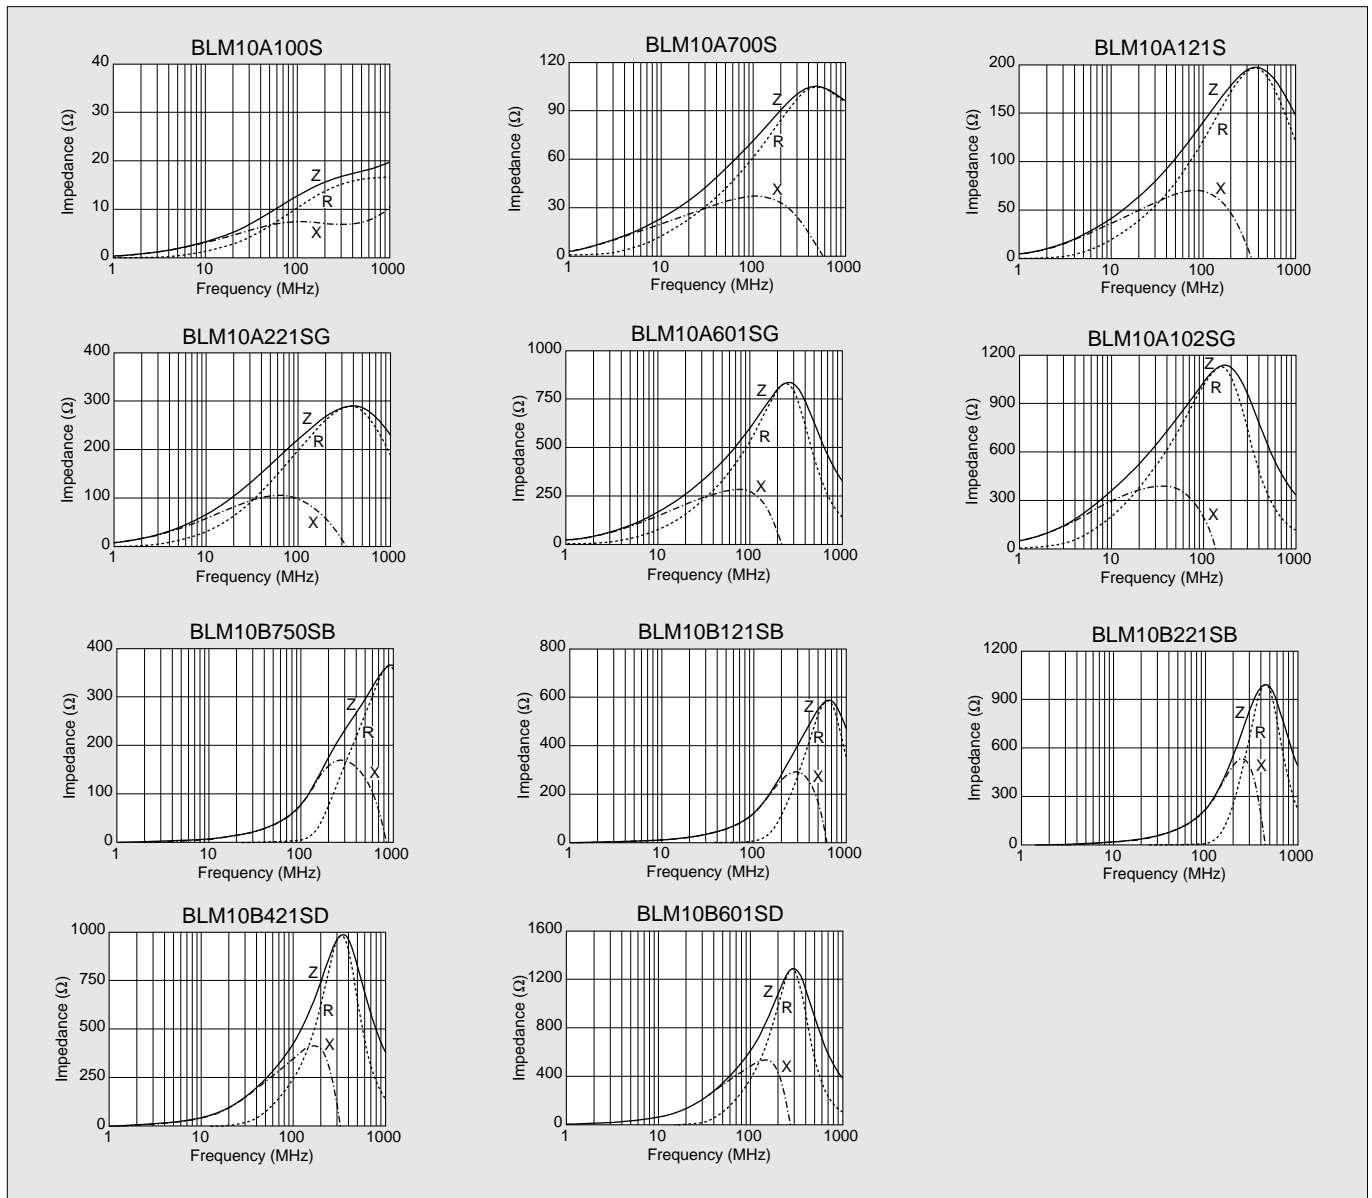 BLM10A100S
40
30
20
10
0
Impedance (Ω)
Z
R
X
1 10 100 1000
Frequency (MHz)
BLM10A700S
120
90
60
30
0
Impedance (Ω)
Z
R
X
1 10 100 1000
Frequency (MHz)
BLM10A121S
200
150
100
50
0
Impedance (Ω)
Z
R
X
1 10 100 1000
Frequency (MHz)
BLM10A221SG
400
300
200
100
0
Impedance (Ω)
Z
R
X
1 10 100 1000
Frequency (MHz)
BLM10A601SG
1000
750
500
250
0
Impedance (Ω)
Z
R
X
1 10 100 1000
Frequency (MHz)
BLM10A102SG
1200
900
600
300
0
Impedance (Ω)
Z
R
X
1 10 100 1000
Frequency (MHz)
BLM10B750SB
400
300
200
100
0
Impedance (Ω)
Z
R
X
1 10 100 1000
Frequency (MHz)
BLM10B121SB
800
600
400
200
0
Impedance (Ω)
Z
R
X
1 10 100 1000
Frequency (MHz)
BLM10B221SB
1200
900
600
300
0
Impedance (Ω)
Z
R
X
1 10 100 1000
Frequency (MHz)
BLM10B421SD
1000
750
500
250
0
Impedance (Ω)
Z
R
X
1 10 100 1000
Frequency (MHz)
BLM10B601SD
1600
1200
800
400
0
Impedance (Ω)
Z
R
X
1 10 100 1000
Frequency (MHz)